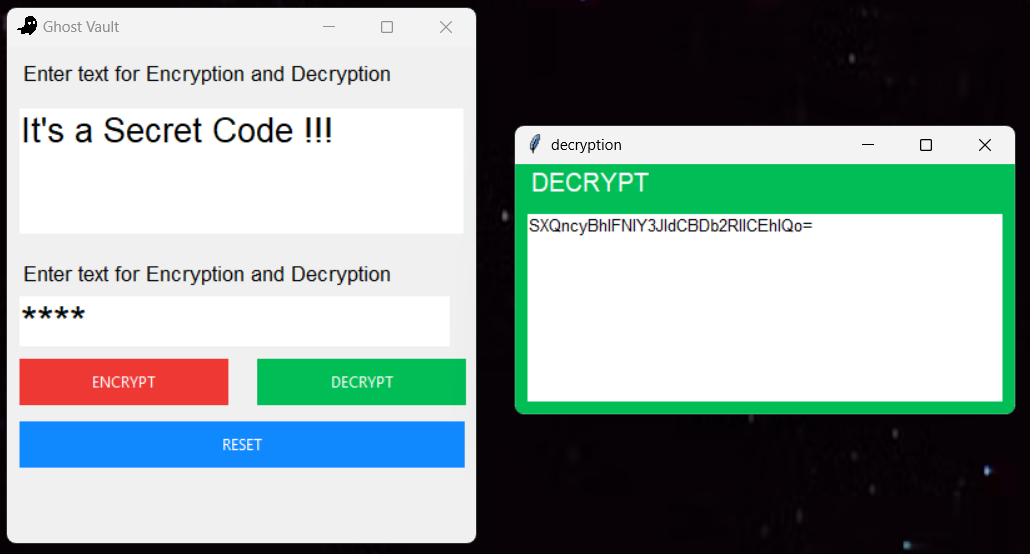 Ghost Vault
Enter text for Encryption and Decryption
It's a Secret Code !!!
Enter text for Encryption and Decryption
****
ENCRYPT
DECRYPT
RESET
decryption
DECRYPT
SXQncyBhIFNlY3JldCBDb2RlICEhIQo=